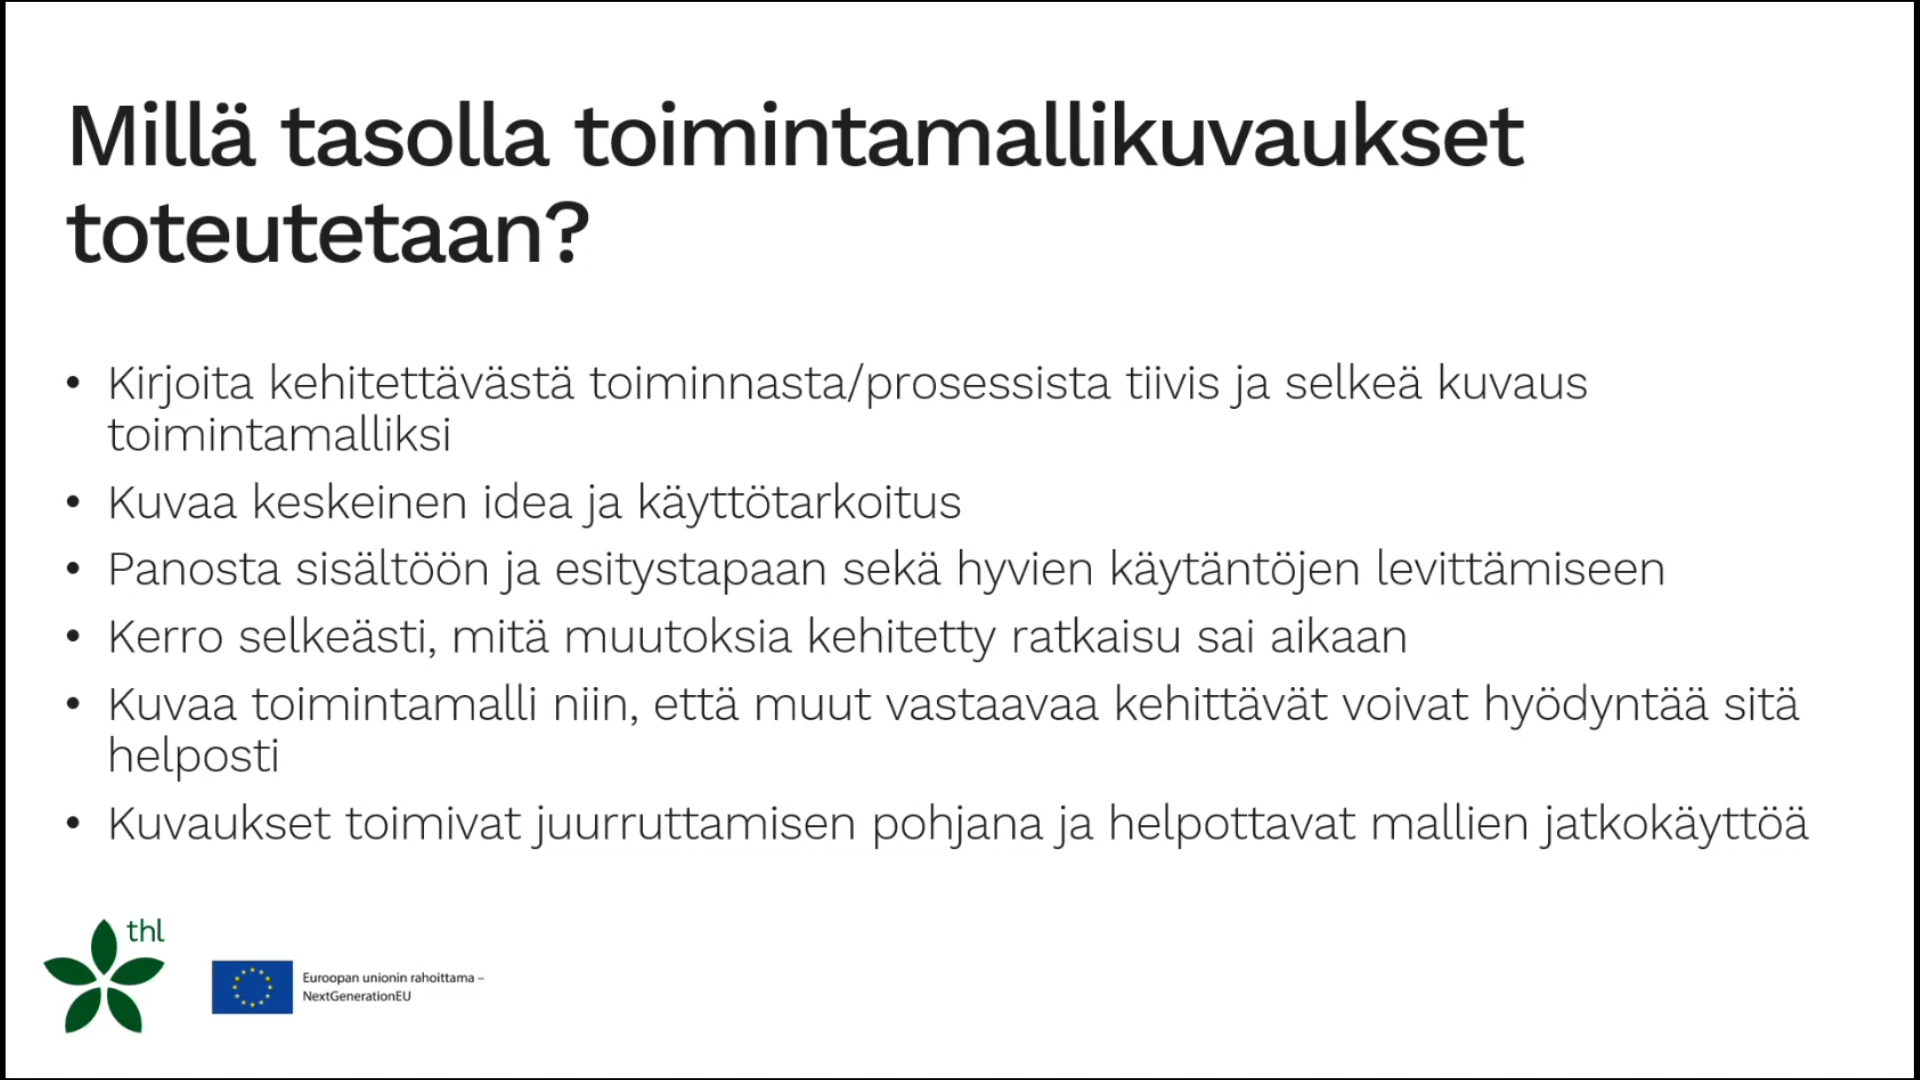 Millä tasolla toimintamallikuvaukset
toteutetaan?
• Kirjoita kehitettävästä toiminnasta/prosessista tiivis ja selkeä kuvaus
toimintamalliksi
• Kuvaa keskeinen idea ja käyttötarkoitus
• Panosta sisältöön ja esitystapaan sekä hyvien käytäntöjen levittämiseen
• Kerro selkeästi, mitä muutoksia kehitetty ratkaisu sai aikaan
• Kuvaa toimintamalli niin, että muut vastaavaa kehittävät voivat hyödyntää sitä
helposti
• Kuvaukset toimivat juurruttamisen pohjana ja helpottavat mallien jatkokäyttöä
thl
Euroopan unionin rahoittama –
NextGenerationEU